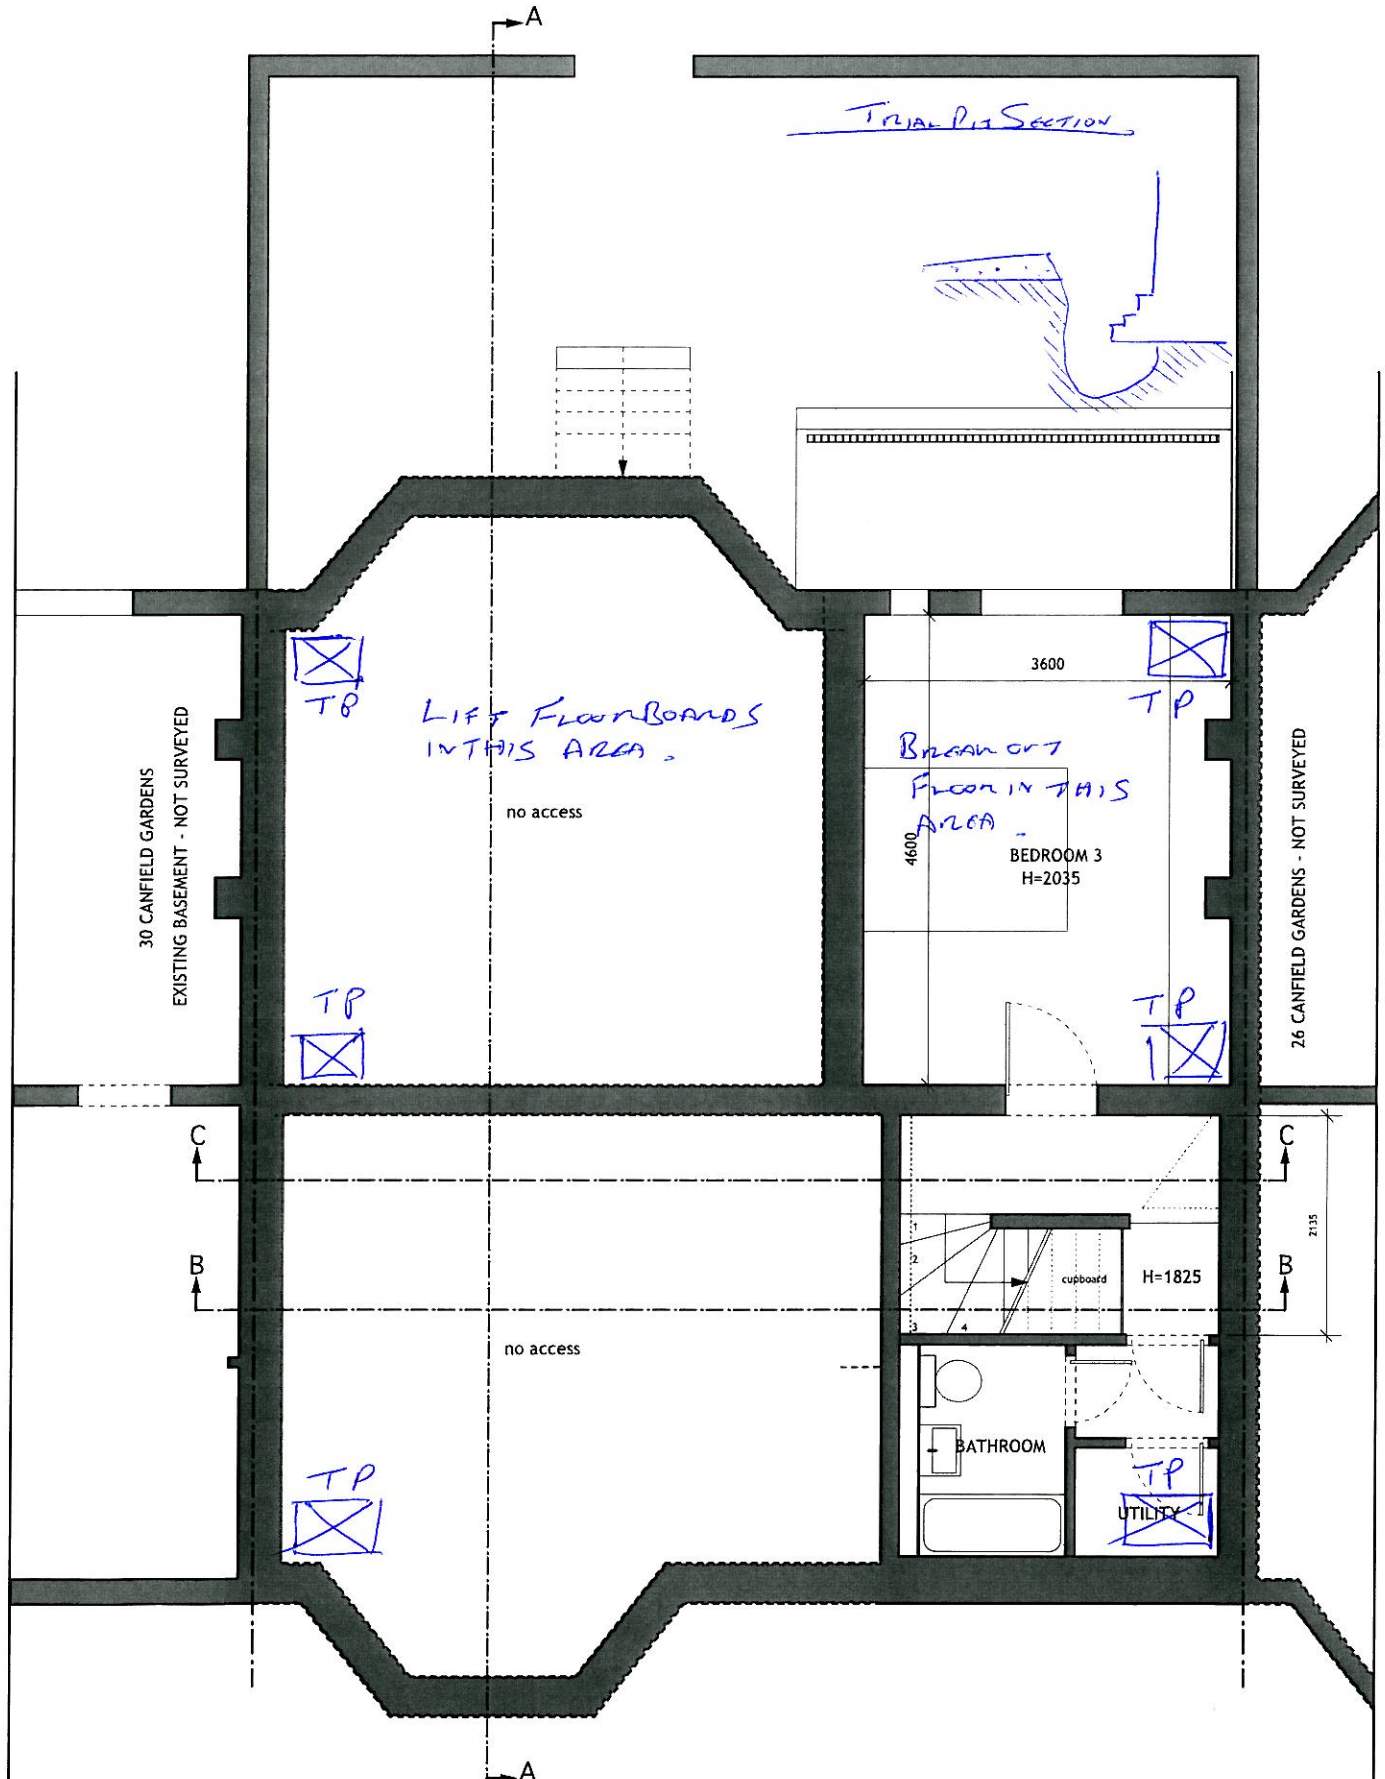 A
TRIAL PIT SECTION
3600
TP
TP
LIFT FLOORBOARDS
IN THIS AREA.
BREAK OUT
FLOOR IN THIS
AREA.
no access
4600
BEDROOM 3
H=2035
30 CANFIELD GARDENS
EXISTING BASEMENT - NOT SURVEYED
26 CANFIELD GARDENS - NOT SURVEYED
TP
TP
C
C
1
2
3
4
cupboard
H=1825
2135
B
B
no access
BATHROOM
TP
TP
UTILITY
A